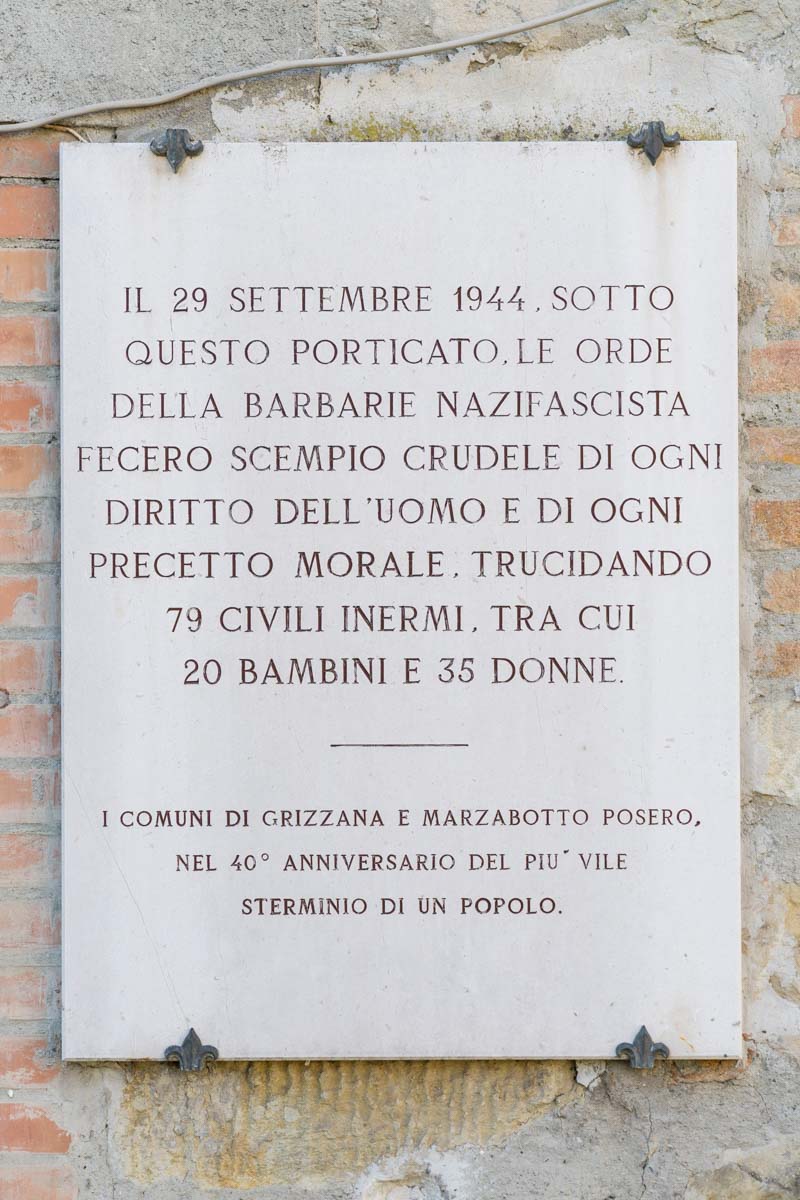 IL 29 SETTEMBRE 1944, SOTTO
QUESTO PORTICATO, LE ORDE
DELLA BARBARIE NAZIFASCISTA
FECERO SCEMPIO CRUDELE DI OGNI
DIRITTO DELL'UOMO E DI OGNI
PRECETTO MORALE, TRUCIDANDO
79 CIVILI INERMI, TRA CUI
20 BAMBINI E 35 DONNE.
I COMUNI DI GRIZZANA E MARZABOTTO POSERO,
NEL 40° ANNIVERSARIO DEL PIU' VILE
STERMINIO DI UN POPOLO.